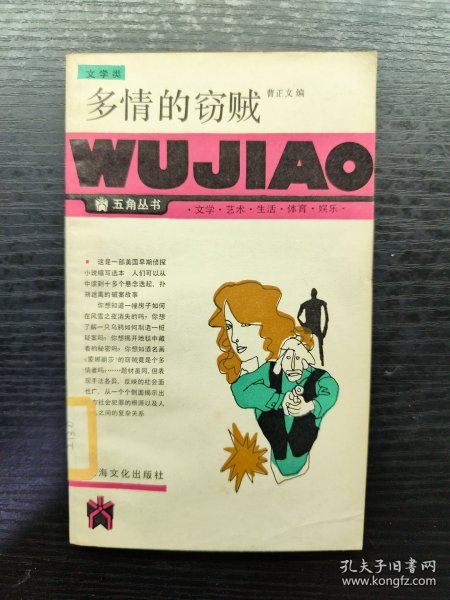 文学类
多情的窃贼
曹正文 编
WUJIAO
五角丛书
·文学·艺术·生活·体育·娱乐·
■ 这是一部美国早期侦探
小说缩写选本 人们可以从
中读到十多个悬念迭起、扑
朔迷离的破案故事
你想知道一幢房子如何
在风雪之夜消失的吗?你想
了解一只乌鸦如何制造一桩
疑案吗?你想揭开地毯中藏
着的秘密吗?你想知道名画
《蒙娜丽莎》的窃贼竟是个多
情者吗?……题材虽同,但表
现手法各异,反映的社会面
也广,从一个个侧面揭示出
社会犯罪的根源以及人
之间的复杂关系
海文化出版社
孔夫子旧书网
www.kongfz.com